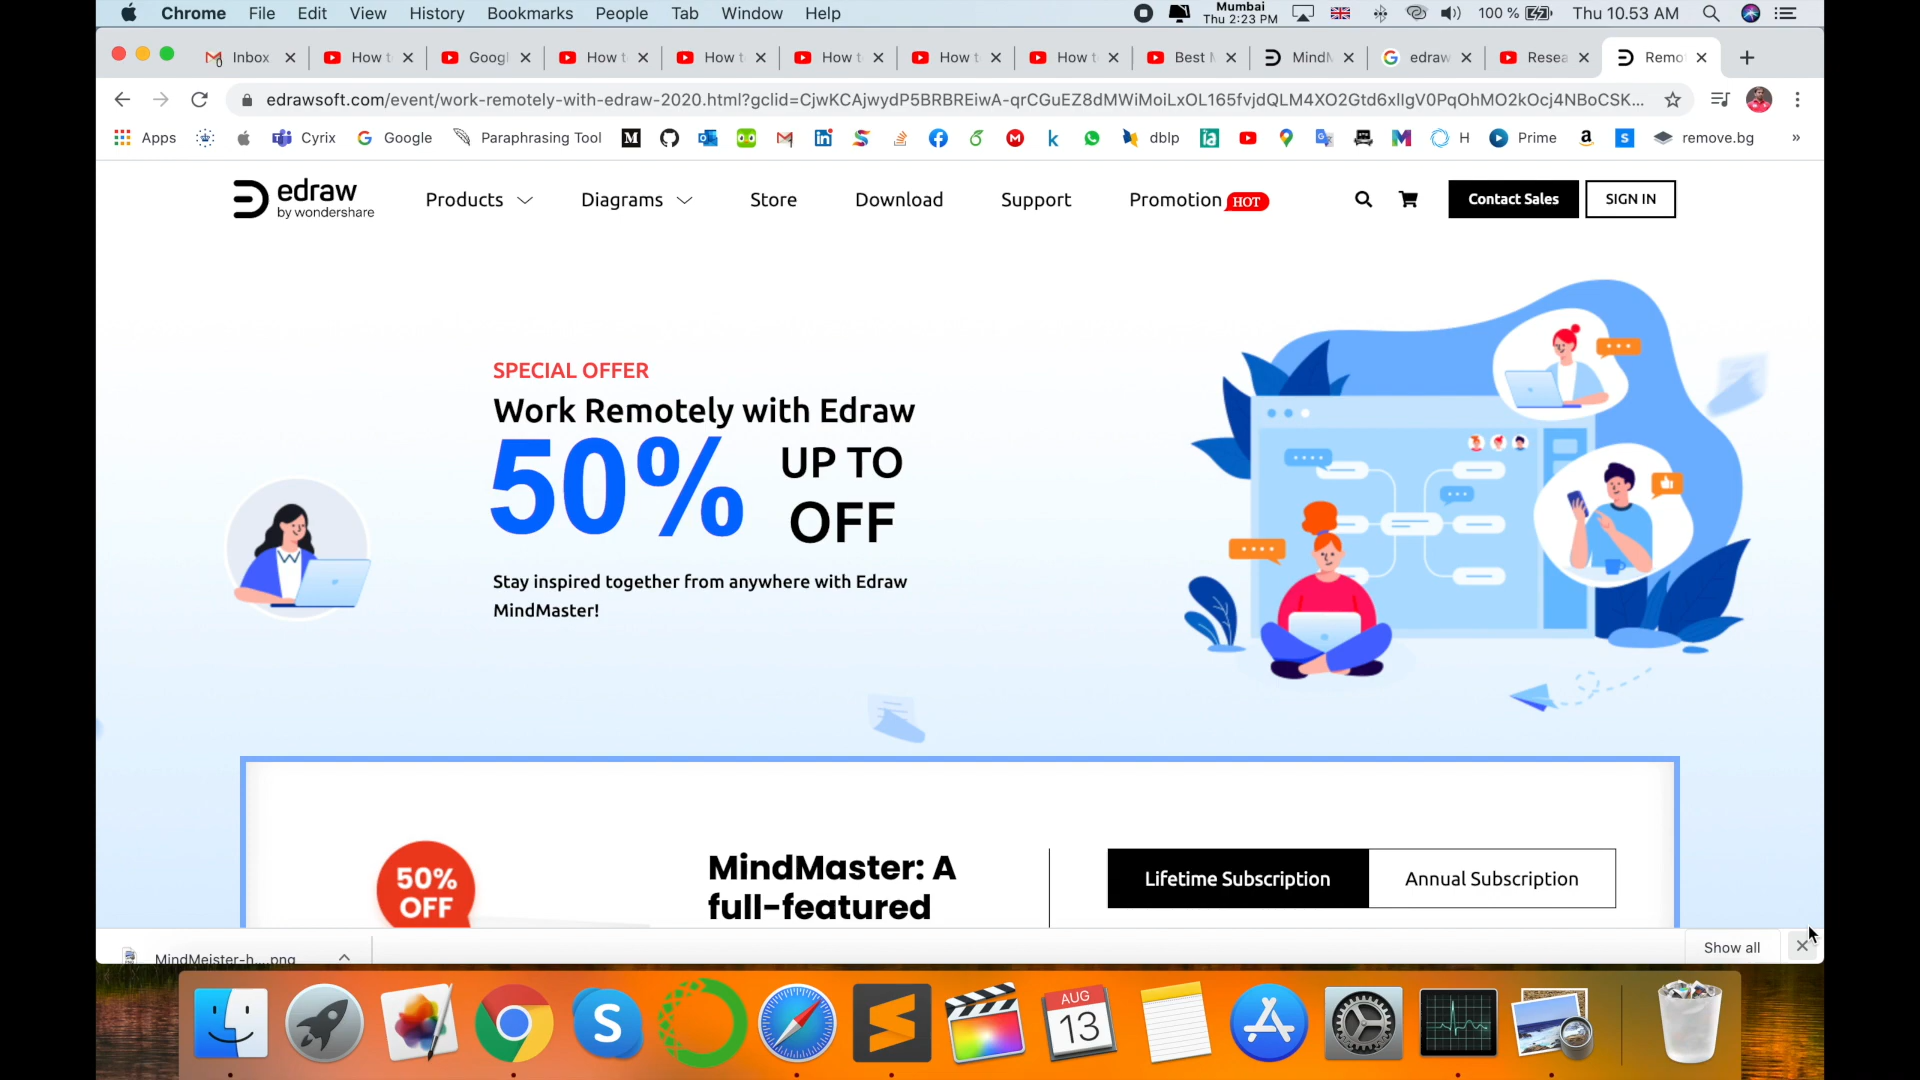 Chrome File Edit View History Bookmarks People Tab Window Help
Mumbai
Thu 2:23 PM
100 %
Thu 10.53 AM
Inbox
How t
Googl
How t
How t
How t
How t
How t
Best
Mind
edraw
Resea
Remo
edrawsoft.com/event/work-remotely-with-edraw-2020.html?gclid=CjwKCAjwydP5BRBREiwA-qrCGuEZ8dMWiMoiLxOL165fvjdQLM4XO2Gtd6xlIgV0PqOhMO2kOcj4NBoCSK...
Apps Cyrix Google Paraphrasing Tool dblp H Prime remove.bg »
edraw
by wondershare
Products Diagrams Store Download Support Promotion HOT
Contact Sales SIGN IN
SPECIAL OFFER
Work Remotely with Edraw
50% UP TO
OFF
Stay inspired together from anywhere with Edraw
MindMaster!
50%
OFF
MindMaster: A
full-featured
Lifetime Subscription Annual Subscription
MindMeister-h....png
Show all
AUG
13